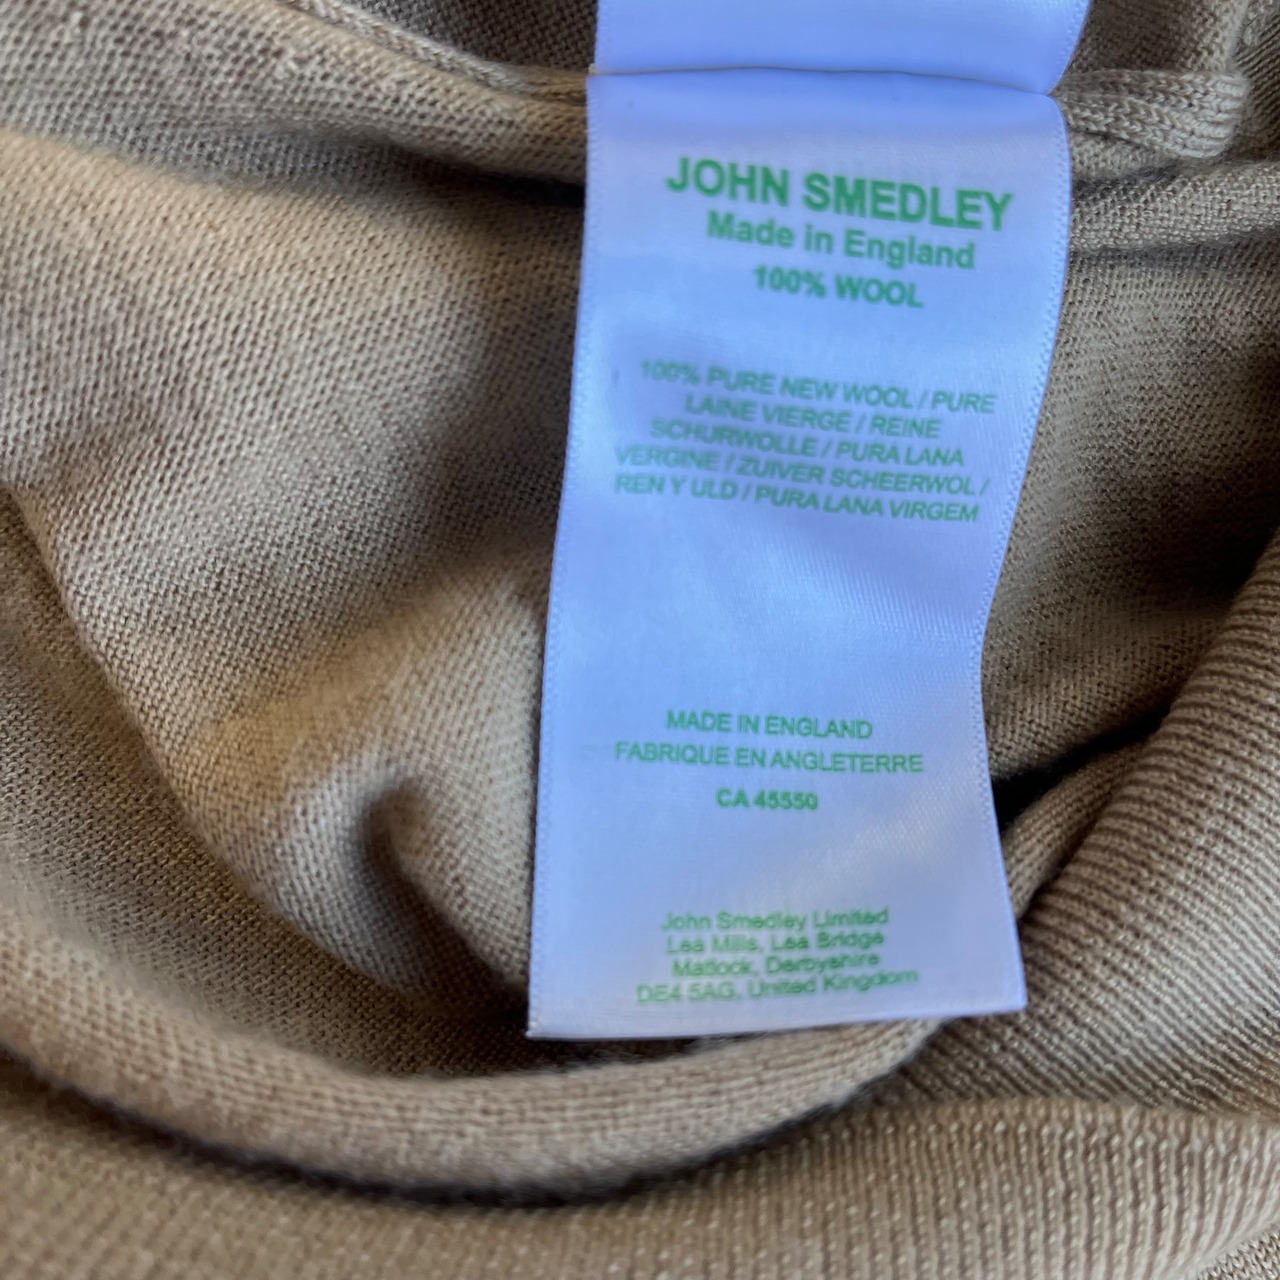 JOHN SMEDLEY
Made in England
100% WOOL
100% PURE NEW WOOL / PURE
LAINE VIERGE / REINE
SCHURWOLLE / PURA LANA
VERGINE / ZUIVER SCHEERWOL /
REN Y ULD / PURA LANA VIRGEM
MADE IN ENGLAND
FABRIQUE EN ANGLETERRE
CA 45550
John Smedley Limited
Lea Mills, Lea Bridge
Matlock, Derbyshire
DE4 5AG, United Kingdom